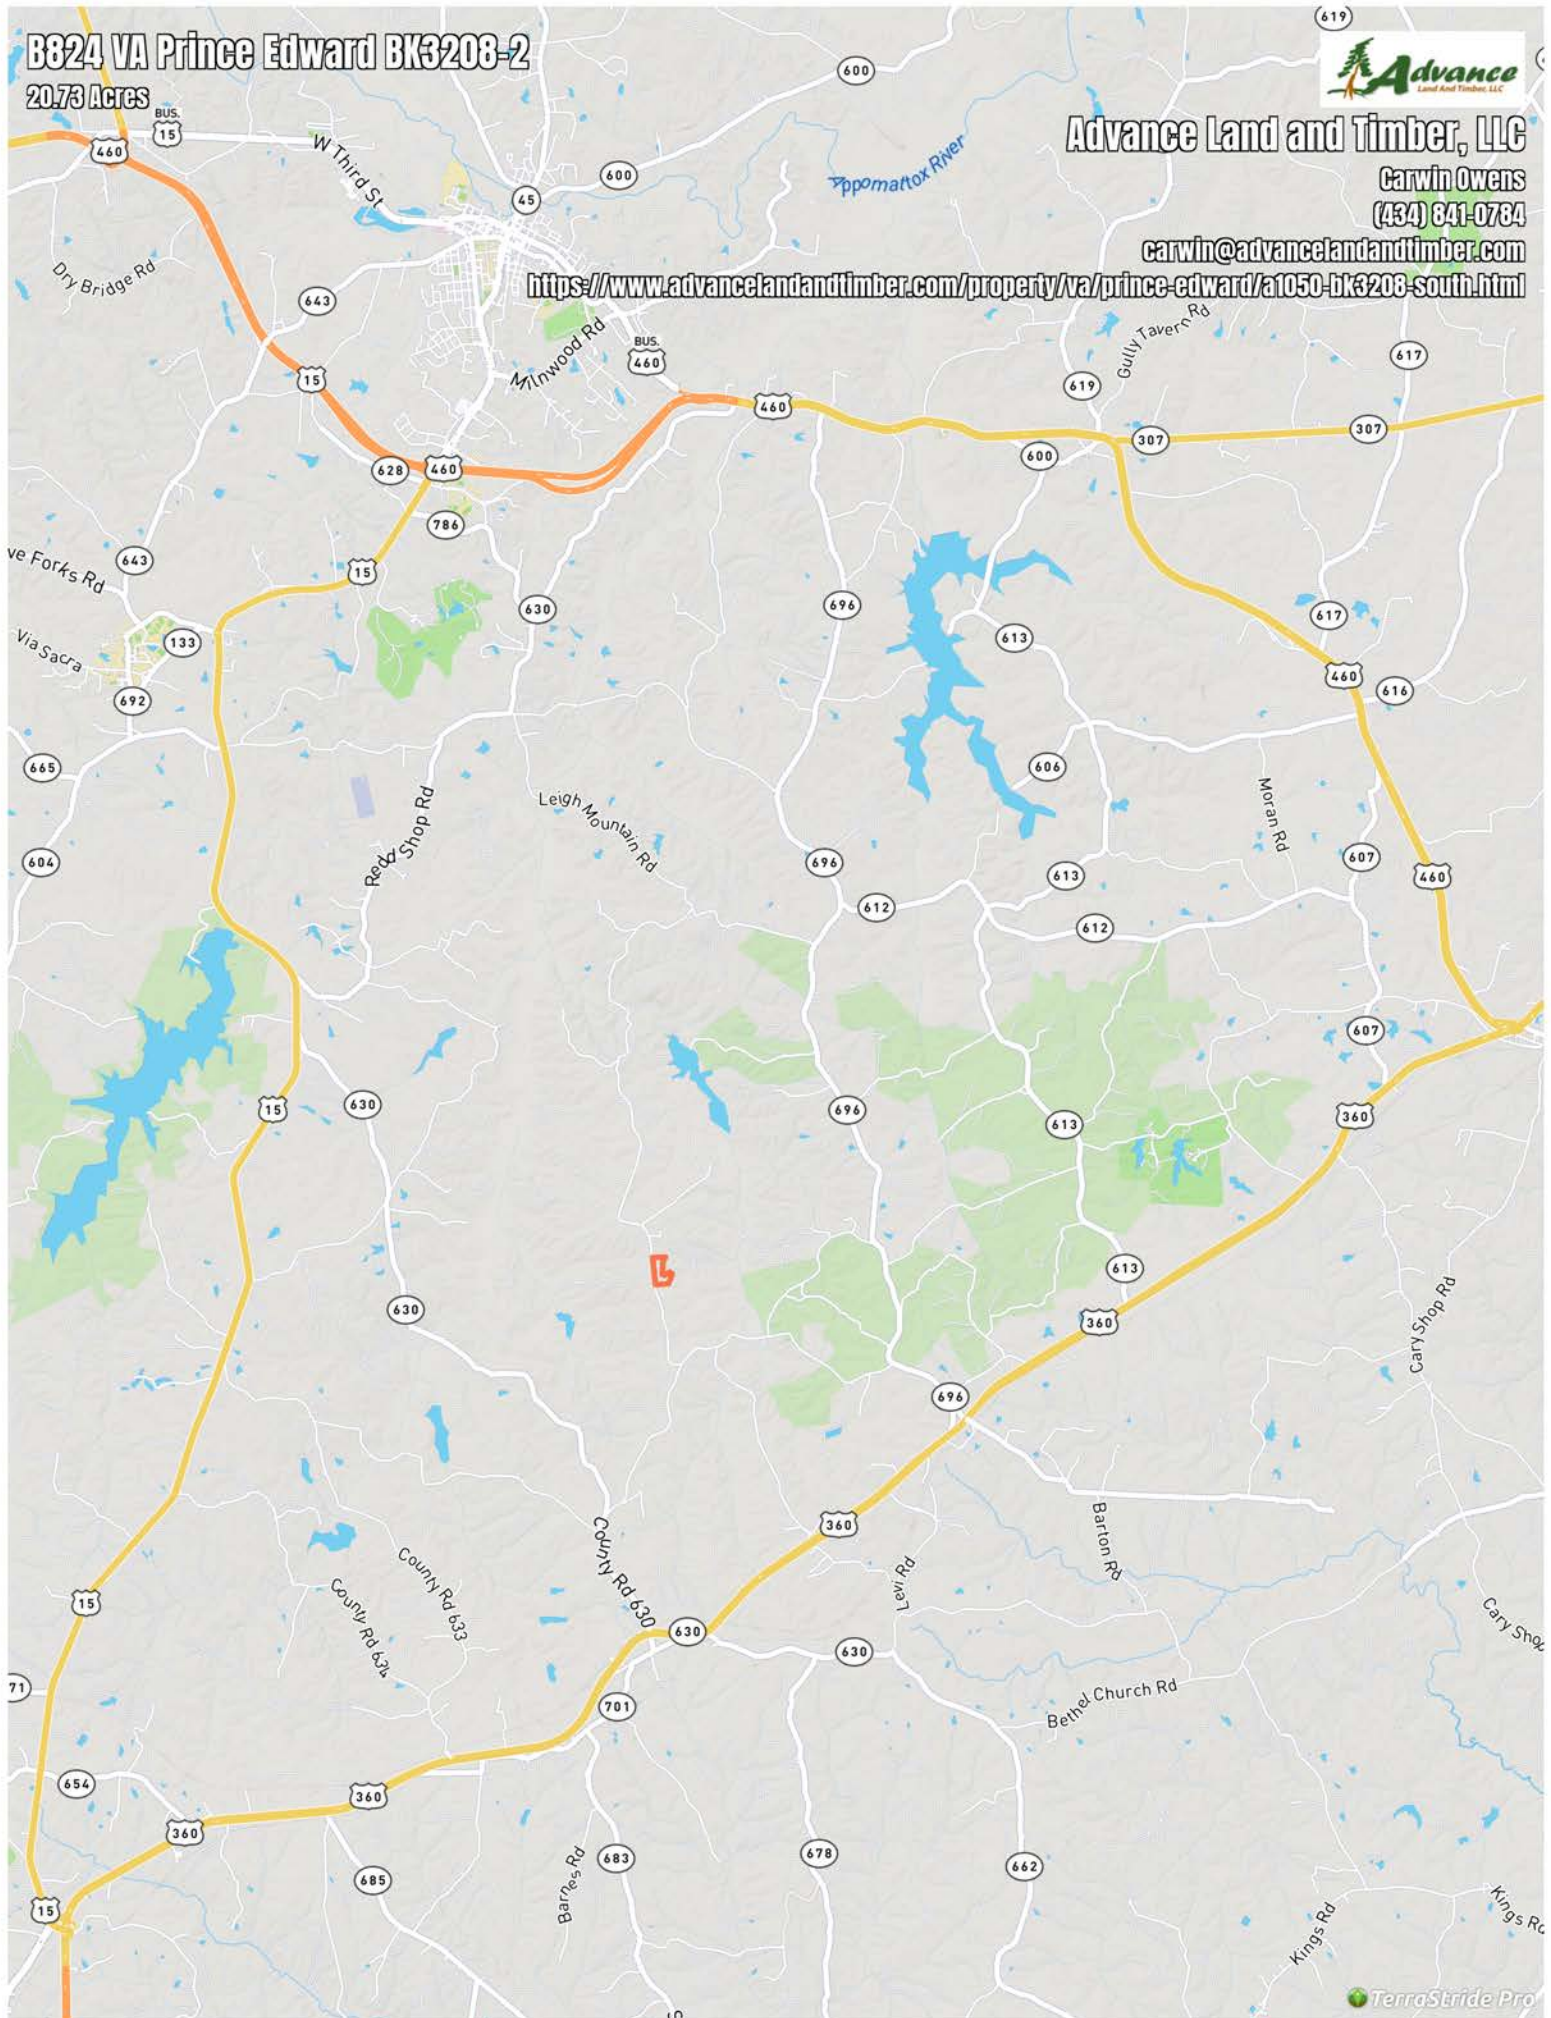 B824 VA Prince Edward BK3208-2
20.73 Acres
Advance
Land And Timber, LLC
Advance Land and Timber, LLC
Carwin Owens
(434) 841-0784
carwin@advancelandandtimber.com
https://www.advancelandandtimber.com/property/va/prince-edward/a1050-bk3208-south.html
619
600
BUS.
15
460
W Third St
600
45
Appomattox River
Dry Bridge Rd
643
Milnwood Rd
BUS.
460
Gully Tavern Rd
617
15
619
460
307
307
628
460
600
786
643
ve Forks Rd
15
630
696
617
133
613
Via Sacra
460
616
692
665
606
Leigh Mountain Rd
Moran Rd
Redd Shop Rd
604
696
607
613
460
612
612
607
15
630
696
613
360
613
630
360
Cary Shop Rd
696
360
Barton Rd
County Rd 630
County Rd 633
Levi Rd
County Rd 634
15
Cary Shop
630
630
71
701
Bethel Church Rd
654
360
360
683
678
662
685
Barnes Rd
15
Kings Rd
Kings Rd
TerraStride Pro